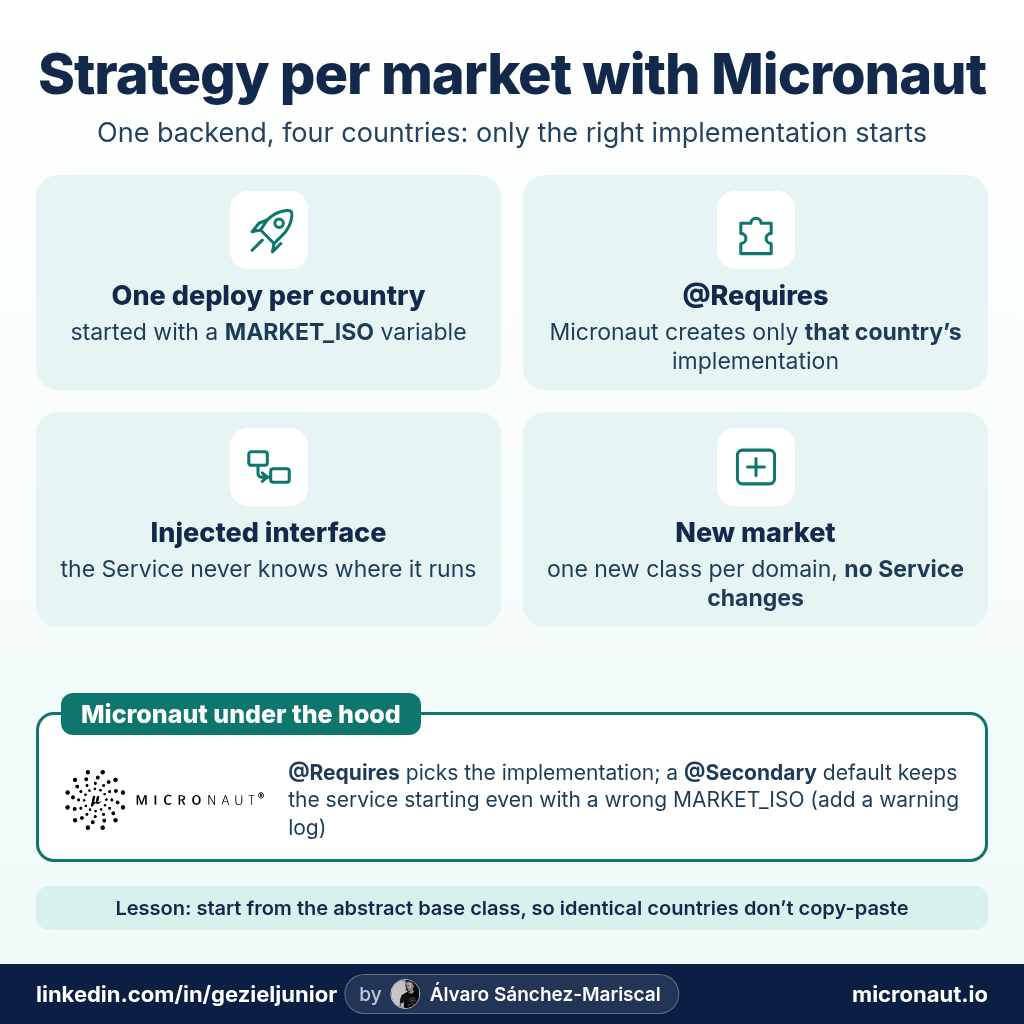 Strategy per market with Micronaut
One backend, four countries: only the right implementation starts
One deploy per country
started with a MARKET_ISO variable
@Requires
Micronaut creates only that country’s
implementation
Injected interface
the Service never knows where it runs
New market
one new class per domain, no Service
changes
Micronaut under the hood
μ MICRONAUT®
@Requires picks the implementation; a @Secondary default keeps
the service starting even with a wrong MARKET_ISO (add a warning
log)
Lesson: start from the abstract base class, so identical countries don’t copy-paste
linkedin.com/in/gezieljunior
by Álvaro Sánchez-Mariscal
micronaut.io